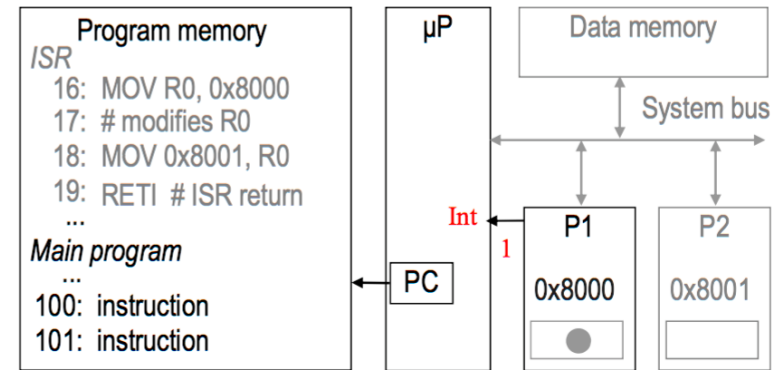 Program memory
ISR
16: MOV R0, 0x8000
17: # modifies R0
18: MOV 0x8001, R0
19: RETI # ISR return
...
Main program
...
100: instruction
101: instruction
μP
Int
1
PC
Data memory
System bus
P1
0x8000
P2
0x8001